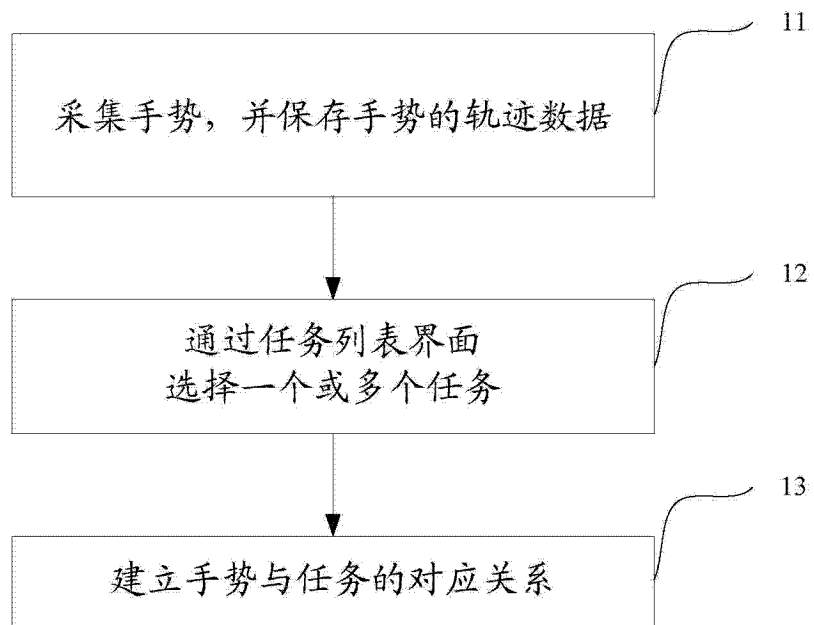 11
采集手势，并保存手势的轨迹数据
12
通过任务列表界面
选择一个或多个任务
13
建立手势与任务的对应关系